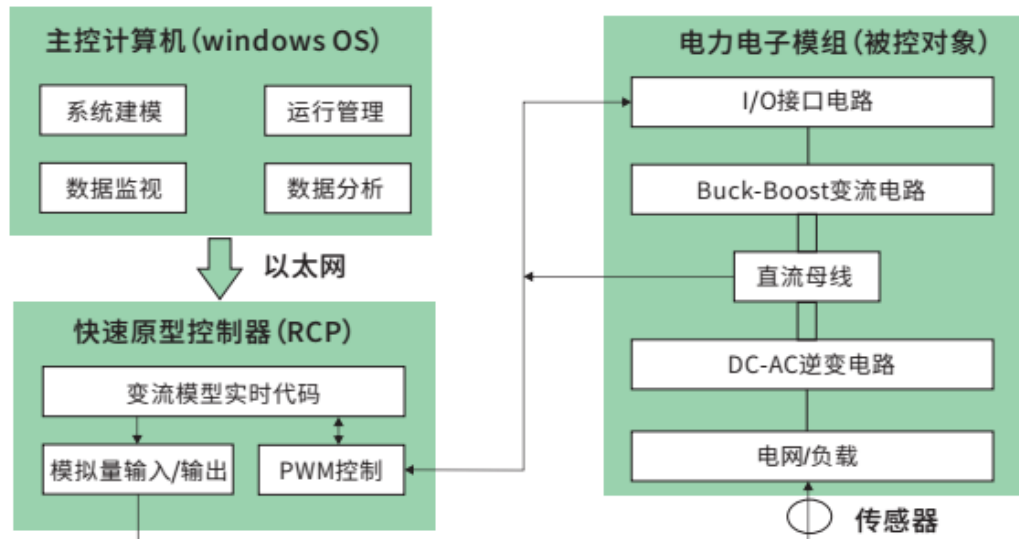 主控计算机(windows OS)
系统建模
运行管理
数据监视
数据分析
以太网
快速原型控制器(RCP)
变流模型实时代码
模拟量输入/输出
PWM控制
电力电子模组(被控对象)
I/O接口电路
Buck-Boost变流电路
直流母线
DC-AC逆变电路
电网/负载
传感器